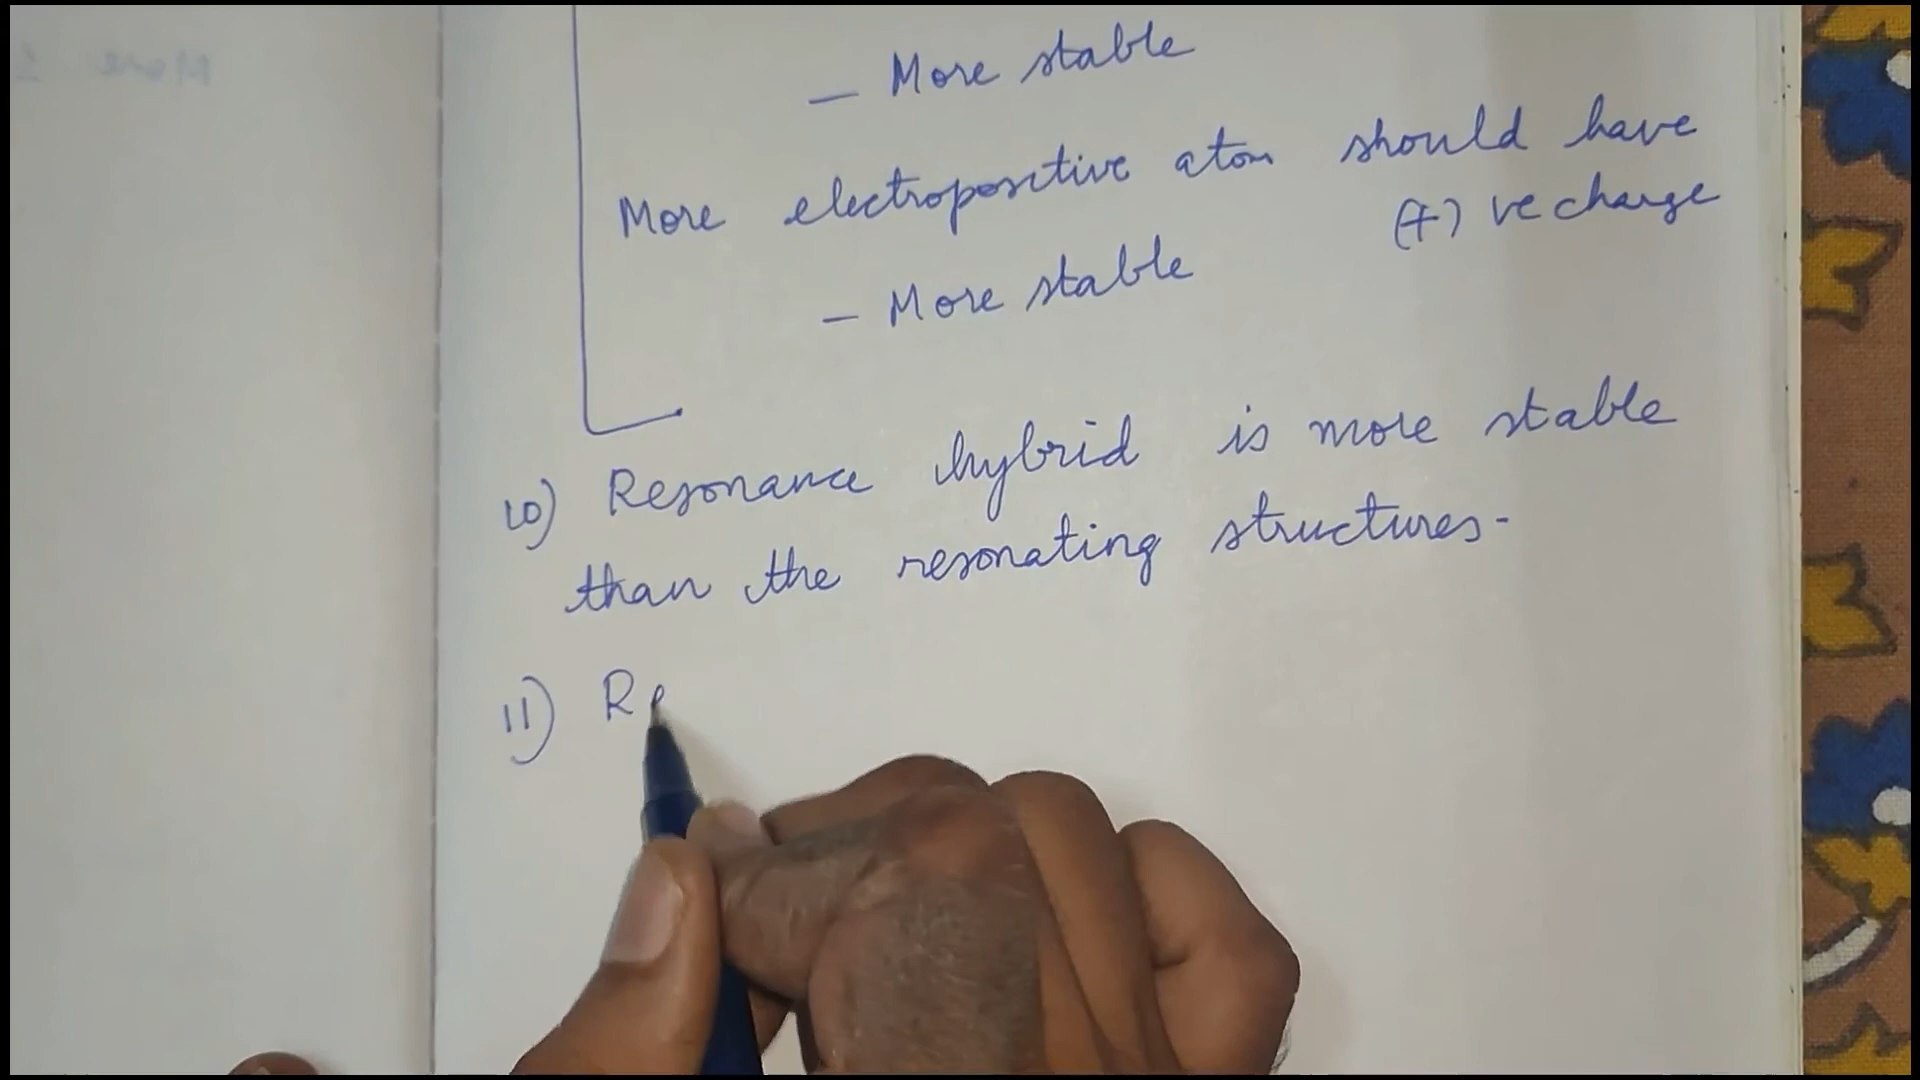 — More stable
More electropositive atom should have
(+) ve charge
— More stable
10) Resonance hybrid is more stable
than the resonating structures.
11) Re